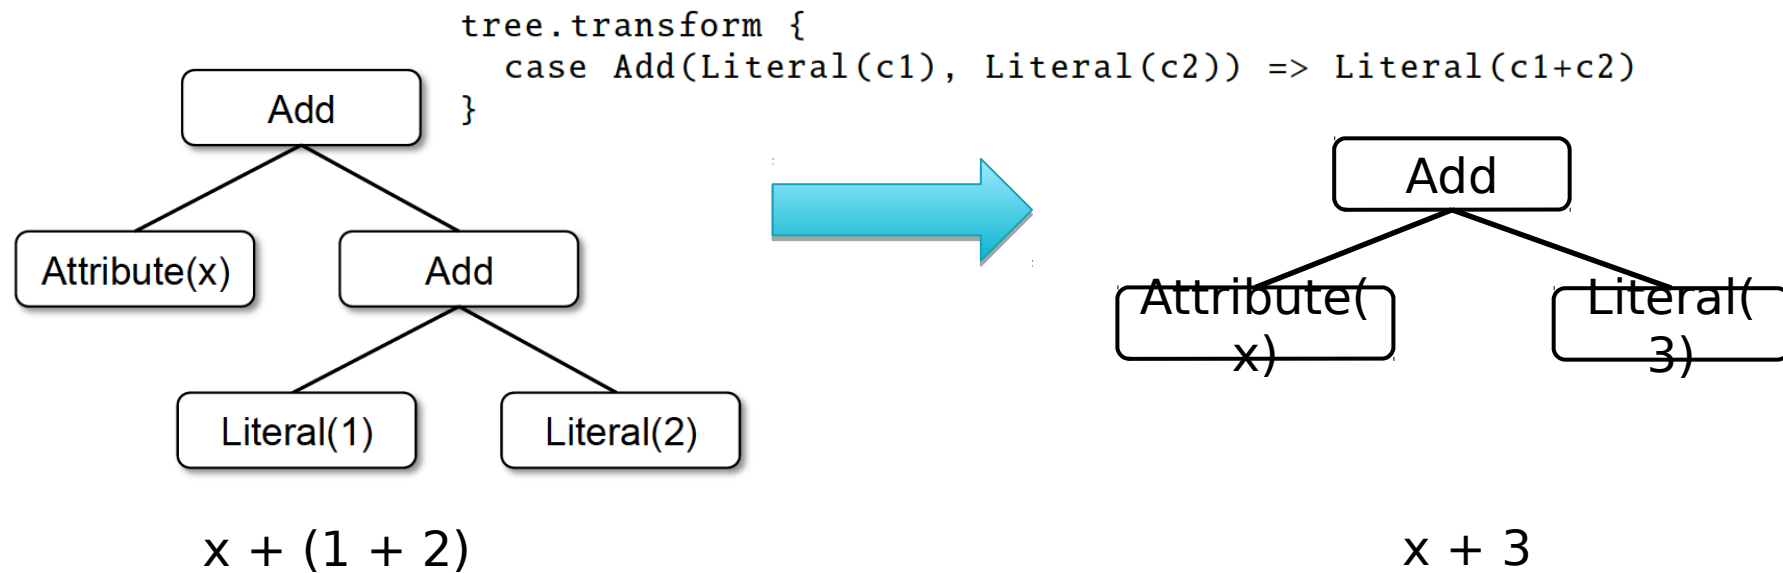 tree.transform {
case Add(Literal(c1), Literal(c2)) => Literal(c1+c2)
}
Add
Attribute(x)
Add
Literal(1)
Literal(2)
x + (1 + 2)
Add
Attribute(
x)
Literal(
3)
x + 3